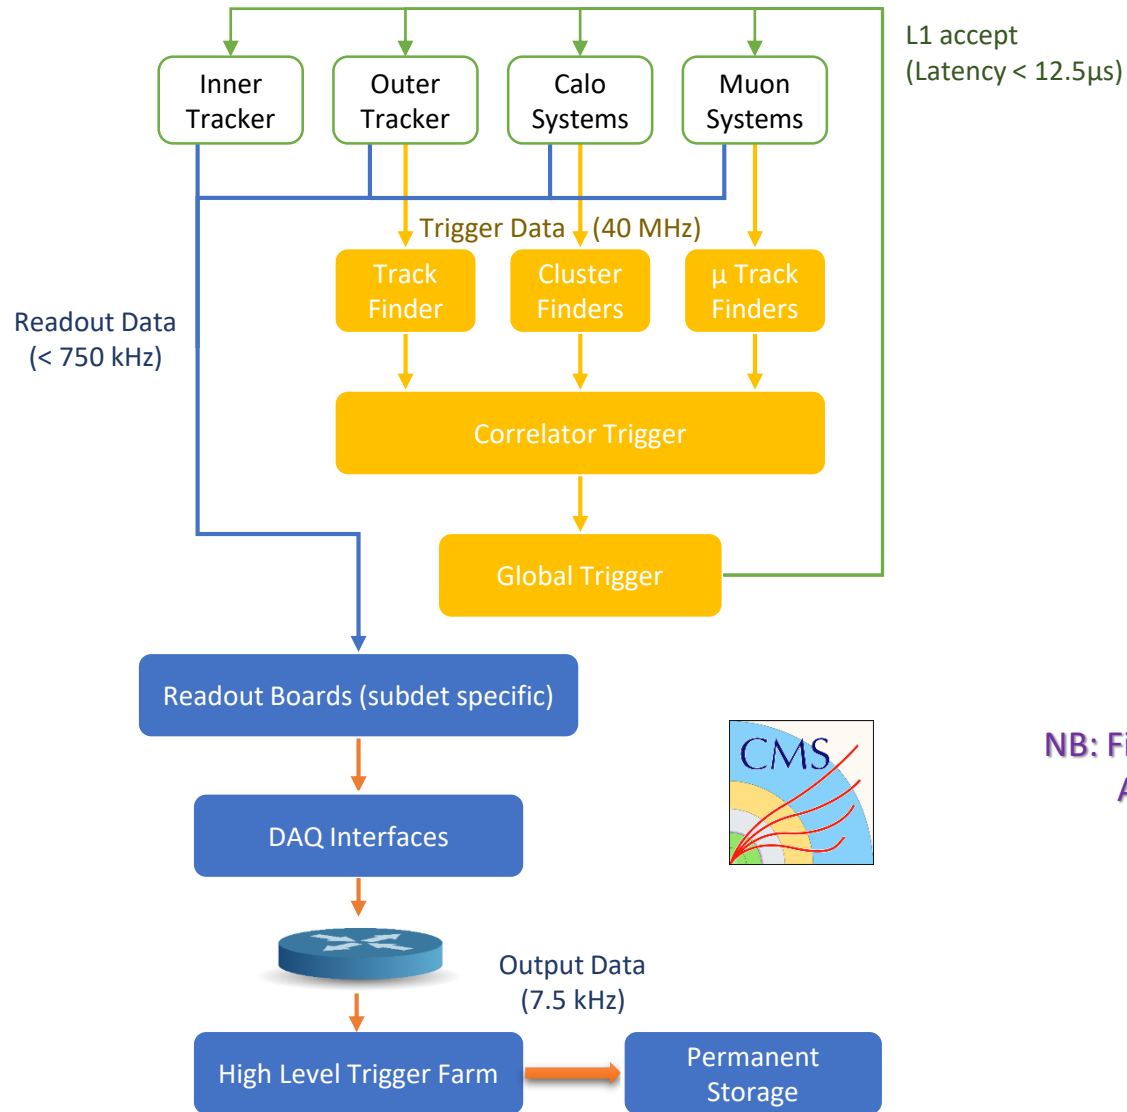 L1 accept
(Latency < 12.5μs)
Inner
Tracker
Outer
Tracker
Calo
Systems
Muon
Systems
Trigger Data (40 MHz)
Track
Finder
Cluster
Finders
μ Track
Finders
Readout Data
(< 750 kHz)
Correlator Trigger
Global Trigger
Readout Boards (subdet specific)
CMS
NB:
DAQ Interfaces
Output Data
(7.5 kHz)
High Level Trigger Farm
Permanent
Storage